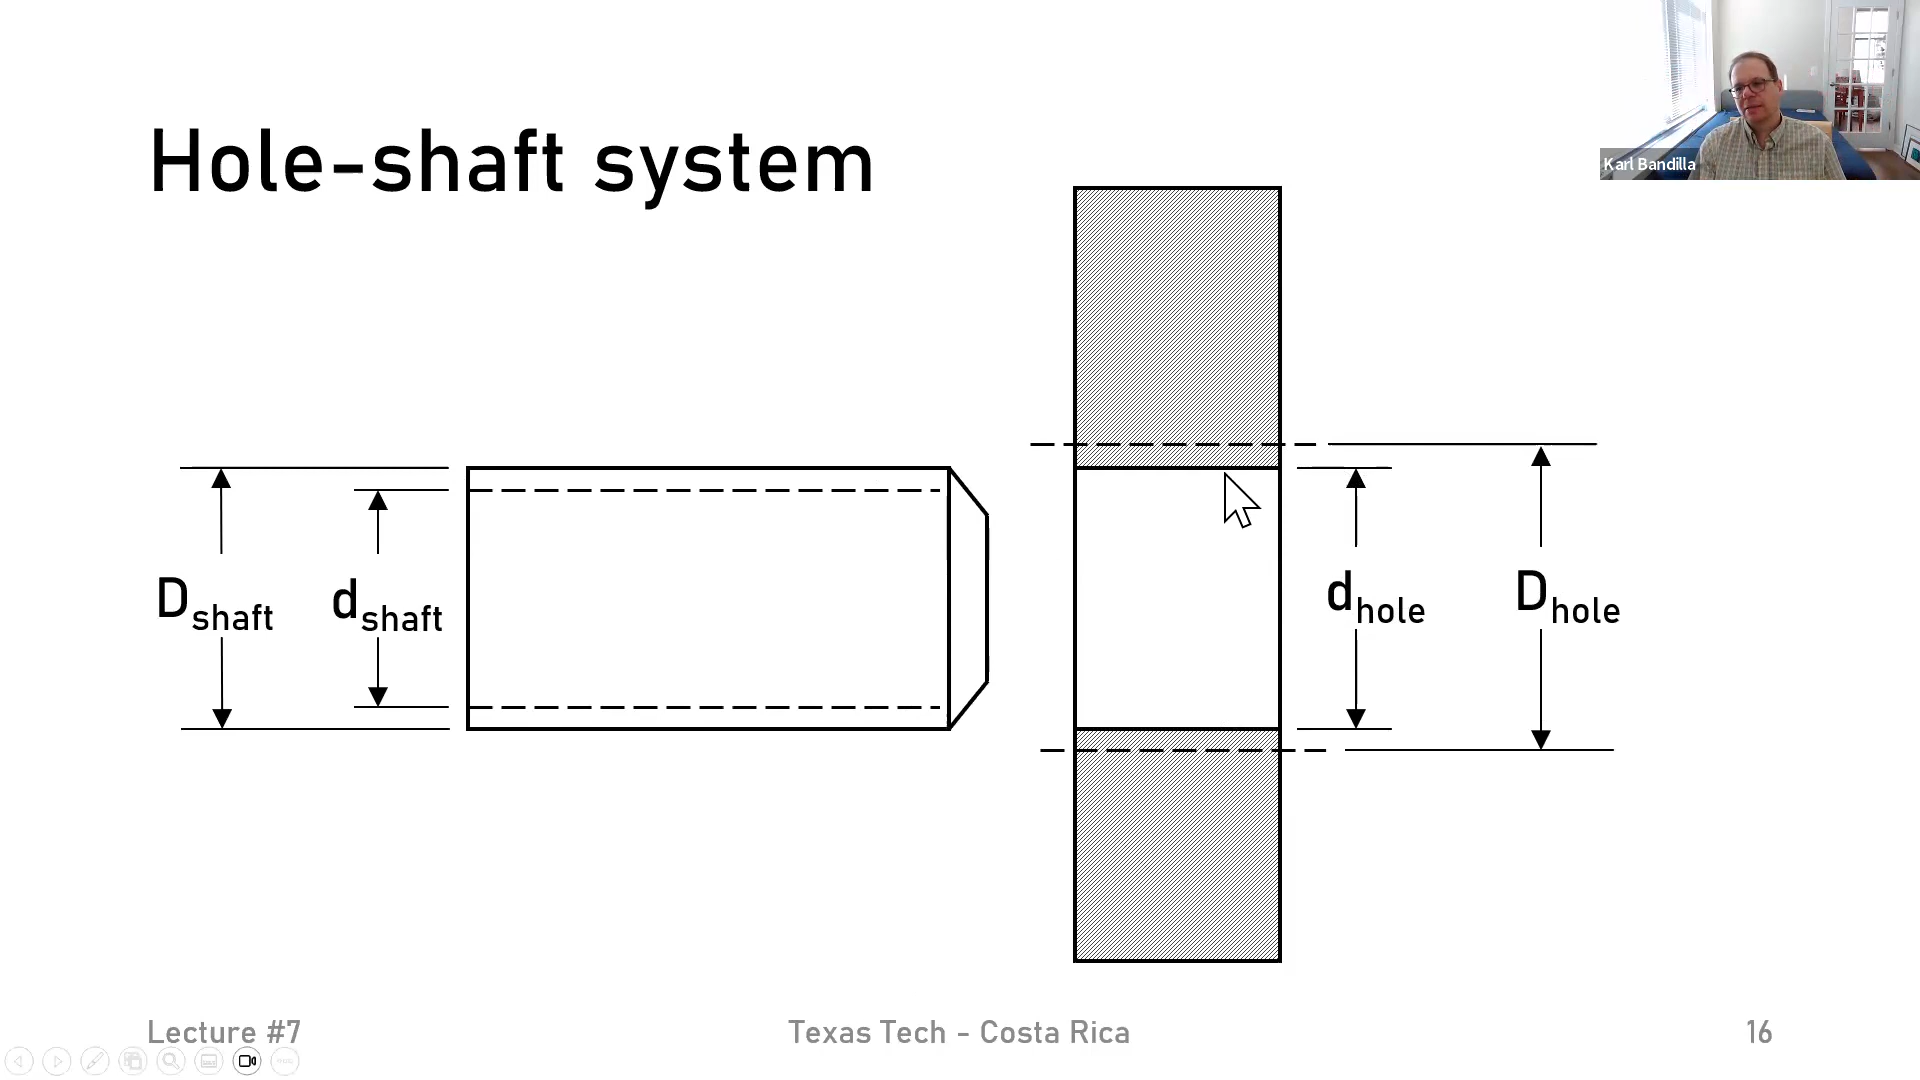 Hole-shaft system
Karl Bandilla
Dshaft
dshaft
dhole
Dhole
Lecture #7
Texas Tech - Costa Rica
16